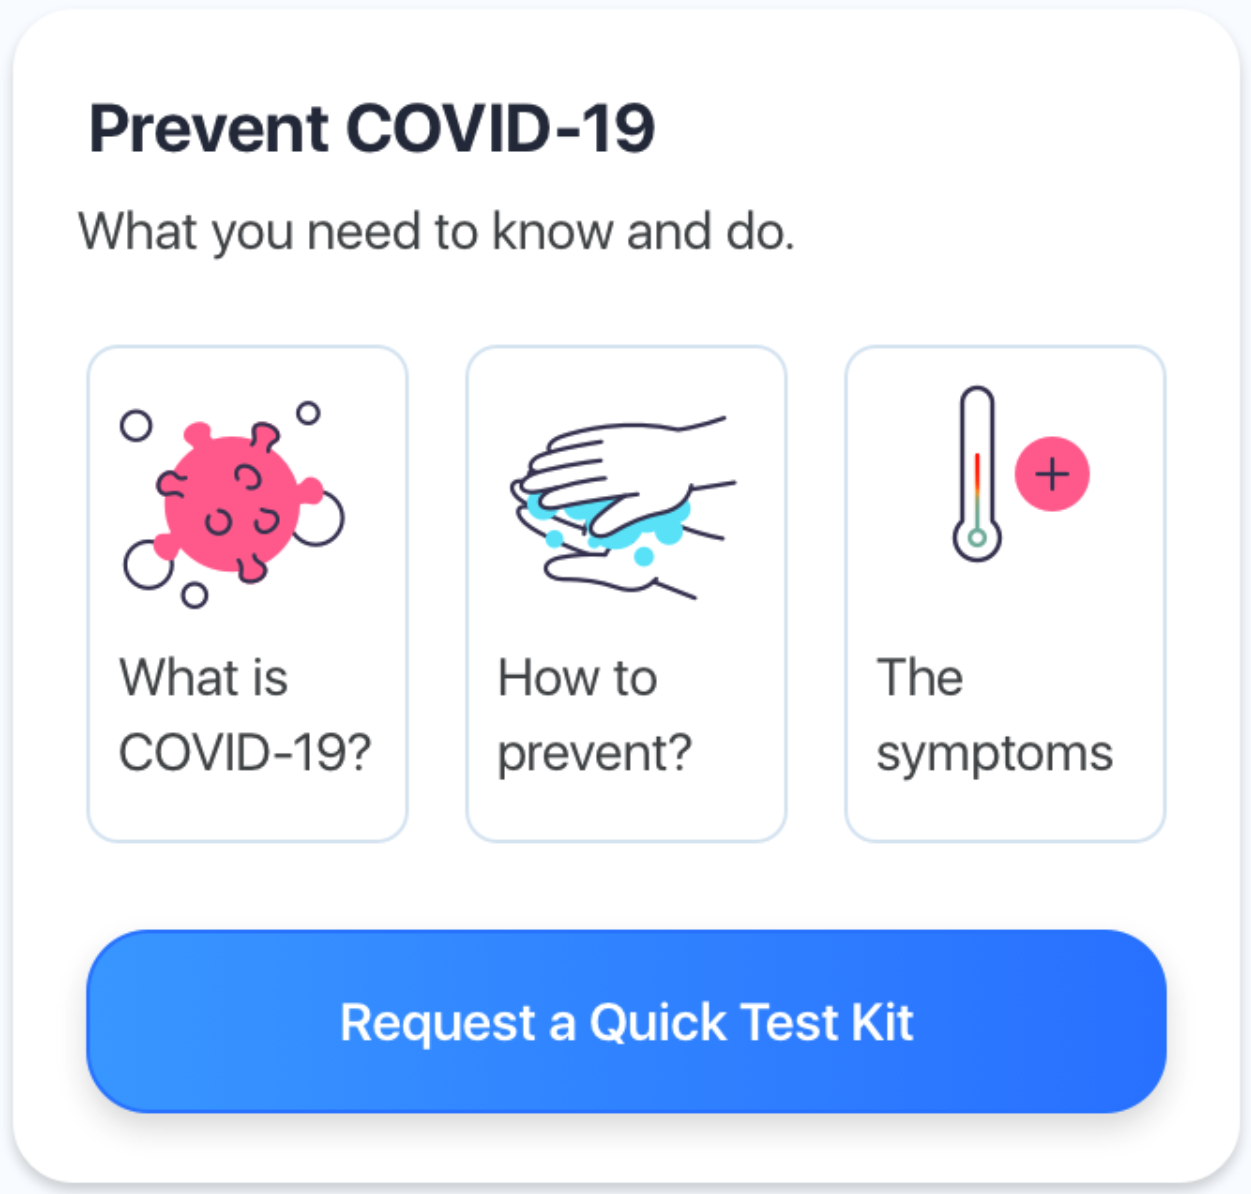 Prevent COVID-19
What you need to know and do.
What is
COVID-19?
How to
prevent?
The
symptoms
Request a Quick Test Kit